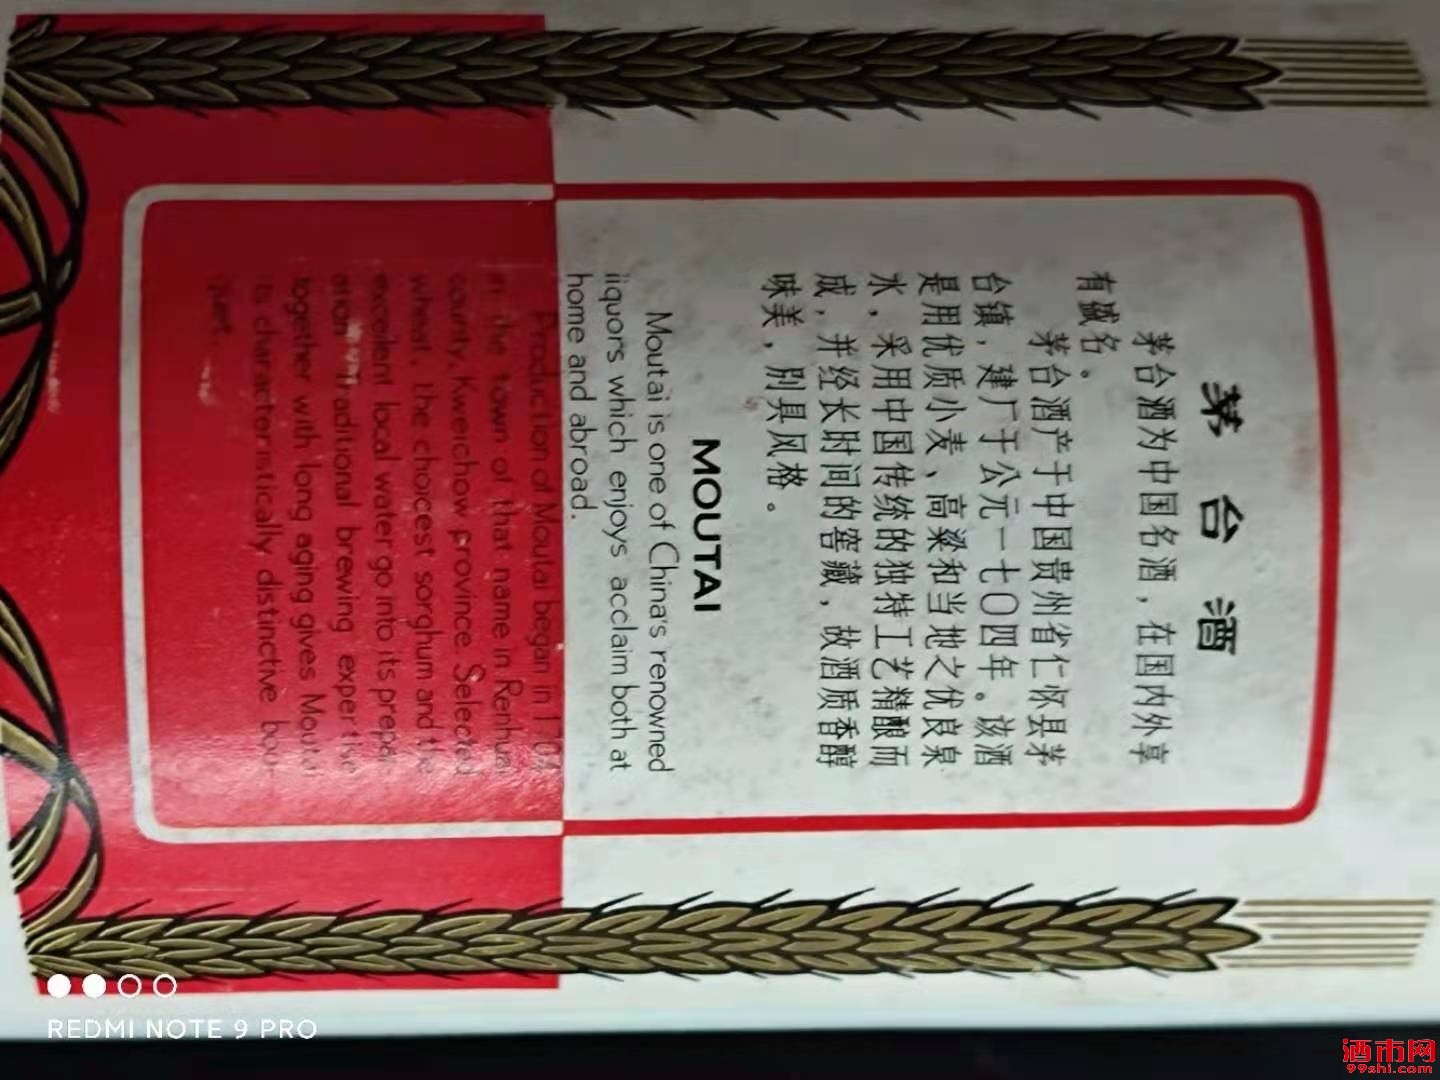 茅台酒
茅台酒为中国名酒，在国内外享
有盛名。
茅台酒产于中国贵州省仁怀县茅
台镇，建厂于公元一七〇四年。该酒
是用优质小麦、高粱和当地之优良泉
水，采用中国传统的独特工艺精酿而
成，并经长时间的窖藏，故酒质香醇
味美，别具风格。
MOUTAI
Moutai is one of China's renowned
liquors which enjoys acclaim both at
home and abroad.
Production of Moutai began in 1704
in the town of that name in Renhuai
county, Kweichow province. Selected
wheat, the choicest sorghum and the
excellent local water go into its prepar-
ation. Traditional brewing expertise
together with long aging gives Moutai
its characteristically distinctive bou-
quet.
REDMI NOTE 9 PRO
酒市网
99shi.com